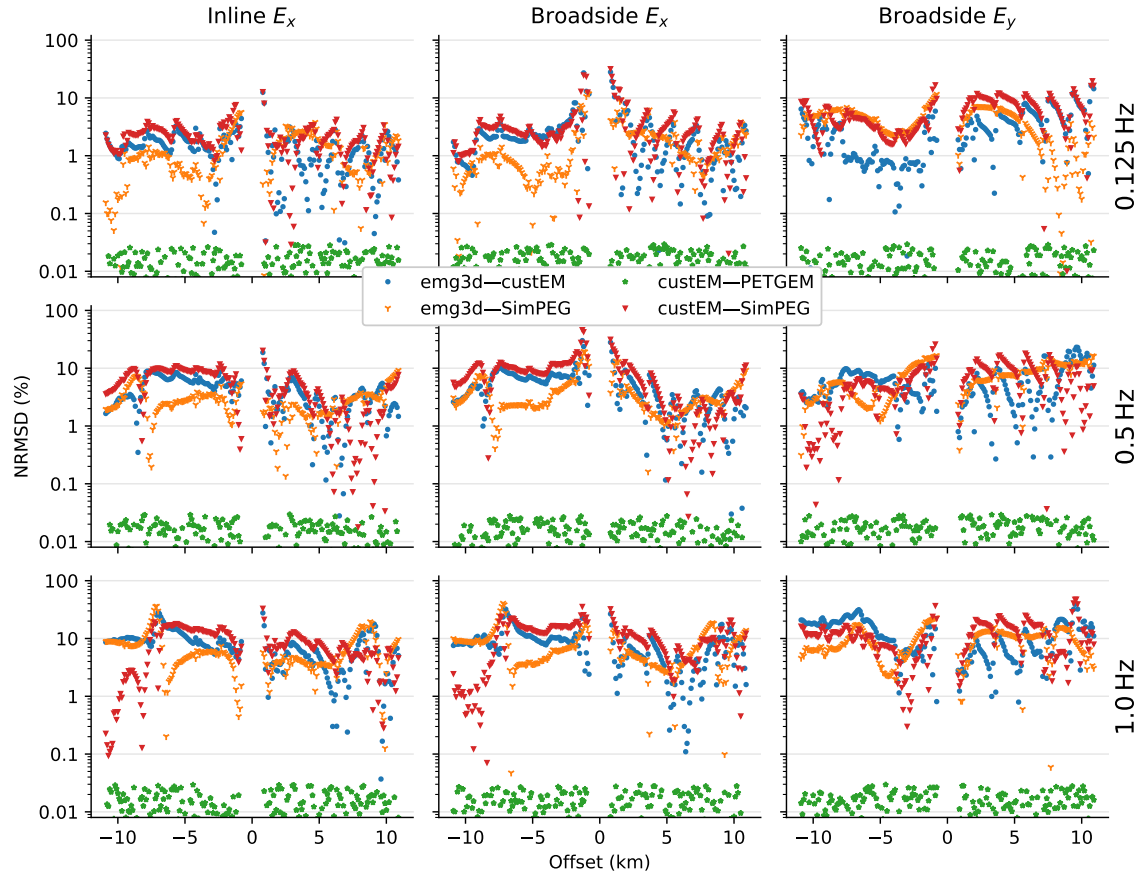 Inline Ex Broadside Ex Broadside Ey
100
10
1
0.1
0.01
0.125 Hz
emg3d—custEM custEM—PETGEM
emg3d—SimPEG custEM—SimPEG
100
10
1
0.1
0.01
NRMSD (%)
0.5 Hz
100
10
1
0.1
0.01
1.0 Hz
−10 −5 0 5 10 −10 −5 0 5 10 −10 −5 0 5 10
Offset (km)